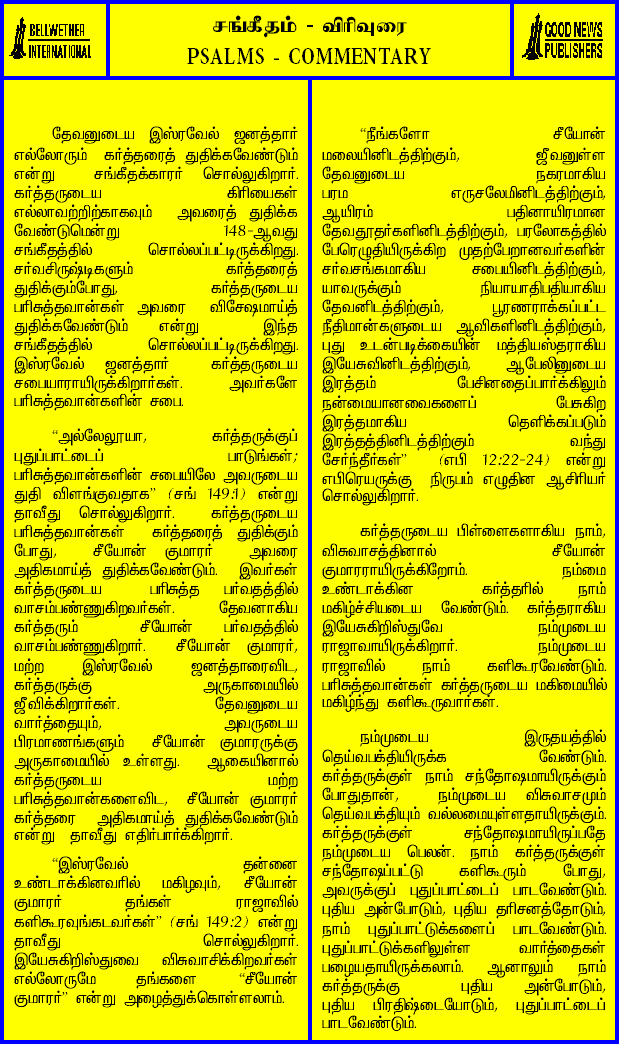 BELLWETHER
INTERNATIONAL
சங்கீதம் - விரிவுரை
PSALMS - COMMENTARY
GOOD NEWS
PUBLISHERS
தேவனுடைய இஸ்ரவேல் ஜனத்தார்
எல்லோரும் கர்த்தரைத் துதிக்கவேண்டும்
என்று சங்கீதக்காரர் சொல்லுகிறார்.
கர்த்தருடைய கிரியைகள்
எல்லாவற்றிற்காகவும் அவரைத் துதிக்க
வேண்டுமென்று 148-ஆவது
சங்கீதத்தில் சொல்லப்பட்டிருக்கிறது.
சர்வசிருஷ்டிகளும் கர்த்தரைத்
துதிக்கும்போது, கர்த்தருடைய
பரிசுத்தவான்கள் அவரை விசேஷமாய்த்
துதிக்கவேண்டும் என்று இந்த
சங்கீதத்தில் சொல்லப்பட்டிருக்கிறது.
இஸ்ரவேல் ஜனத்தார் கர்த்தருடைய
சபையாராயிருக்கிறார்கள். அவர்களே
பரிசுத்தவான்களின் சபை.
“அல்லேலூயா, கர்த்தருக்குப்
புதுப்பாட்டைப் பாடுங்கள்;
பரிசுத்தவான்களின் சபையிலே அவருடைய
துதி விளங்குவதாக” (சங் 149:1) என்று
தாவீது சொல்லுகிறார். கர்த்தருடைய
பரிசுத்தவான்கள் கர்த்தரைத் துதிக்கும்
போது, சீயோன் குமாரர் அவரை
அதிகமாய்த் துதிக்கவேண்டும். இவர்கள்
கர்த்தருடைய பரிசுத்த பர்வதத்தில்
வாசம்பண்ணுகிறவர்கள். தேவனாகிய
கர்த்தரும் சீயோன் பர்வதத்தில்
வாசம்பண்ணுகிறார். சீயோன் குமாரர்,
மற்ற இஸ்ரவேல் ஜனத்தாரைவிட,
கர்த்தருக்கு அருகாமையில்
ஜீவிக்கிறார்கள். தேவனுடைய
வார்த்தையும், அவருடைய
பிரமாணங்களும் சீயோன் குமாரருக்கு
அருகாமையில் உள்ளது. ஆகையினால்
கர்த்தருடைய மற்ற
பரிசுத்தவான்களைவிட, சீயோன் குமாரர்
கர்த்தரை அதிகமாய்த் துதிக்கவேண்டும்
என்று தாவீது எதிர்பார்க்கிறார்.
“இஸ்ரவேல் தன்னை
உண்டாக்கினவரில் மகிழவும், சீயோன்
குமாரர் தங்கள் ராஜாவில்
களிகூரவுங்கடவர்கள்” (சங் 149:2) என்று
தாவீது சொல்லுகிறார்.
இயேசுகிறிஸ்துவை விசுவாசிக்கிறவர்கள்
எல்லோருமே தங்களை “சீயோன்
குமாரர்” என்று அழைத்துக்கொள்ளலாம்.
“நீங்களோ சீயோன்
மலையினிடத்திற்கும், ஜீவனுள்ள
தேவனுடைய நகரமாகிய
பரம எருசலேமினிடத்திற்கும்,
ஆயிரம் பதினாயிரமான
தேவதூதர்களினிடத்திற்கும், பரலோகத்தில்
பேரெழுதியிருக்கிற முதற்பேறானவர்களின்
சர்வசங்கமாகிய சபையினிடத்திற்கும்,
யாவருக்கும் நியாயாதிபதியாகிய
தேவனிடத்திற்கும், பூரணராக்கப்பட்ட
நீதிமான்களுடைய ஆவிகளினிடத்திற்கும்,
புது உடன்படிக்கையின் மத்தியஸ்தராகிய
இயேசுவினிடத்திற்கும், ஆபேலினுடைய
இரத்தம் பேசினதைப்பார்க்கிலும்
நன்மையானவைகளைப் பேசுகிற
இரத்தமாகிய தெளிக்கப்படும்
இரத்தத்தினிடத்திற்கும் வந்து
சேர்ந்தீர்கள்” (எபி 12:22-24) என்று
எபிரெயருக்கு நிருபம் எழுதின ஆசிரியர்
சொல்லுகிறார்.
கர்த்தருடைய பிள்ளைகளாகிய நாம்,
விசுவாசத்தினால் சீயோன்
குமாரராயிருக்கிறோம். நம்மை
உண்டாக்கின கர்த்தரில் நாம்
மகிழ்ச்சியடைய வேண்டும். கர்த்தராகிய
இயேசுகிறிஸ்துவே நம்முடைய
ராஜாவாயிருக்கிறார். நம்முடைய
ராஜாவில் நாம் களிகூரவேண்டும்.
பரிசுத்தவான்கள் கர்த்தருடைய மகிமையில்
மகிழ்ந்து களிகூருவார்கள்.
நம்முடைய இருதயத்தில்
தெய்வபக்தியிருக்க வேண்டும்.
கர்த்தருக்குள் நாம் சந்தோஷமாயிருக்கும்
போதுதான், நம்முடைய விசுவாசமும்
தெய்வபக்தியும் வல்லமையுள்ளதாயிருக்கும்.
கர்த்தருக்குள் சந்தோஷமாயிருப்பதே
நம்முடைய பெலன். நாம் கர்த்தருக்குள்
சந்தோஷப்பட்டு களிகூரும் போது,
அவருக்குப் புதுப்பாட்டைப் பாடவேண்டும்.
புதிய அன்போடும், புதிய தரிசனத்தோடும்,
நாம் புதுப்பாட்டுக்களைப் பாடவேண்டும்.
புதுப்பாட்டுக்களிலுள்ள வார்த்தைகள்
பழையதாயிருக்கலாம். ஆனாலும் நாம்
கர்த்தருக்கு புதிய அன்போடும்,
புதிய பிரதிஷ்டையோடும், புதுப்பாட்டைப்
பாடவேண்டும்.